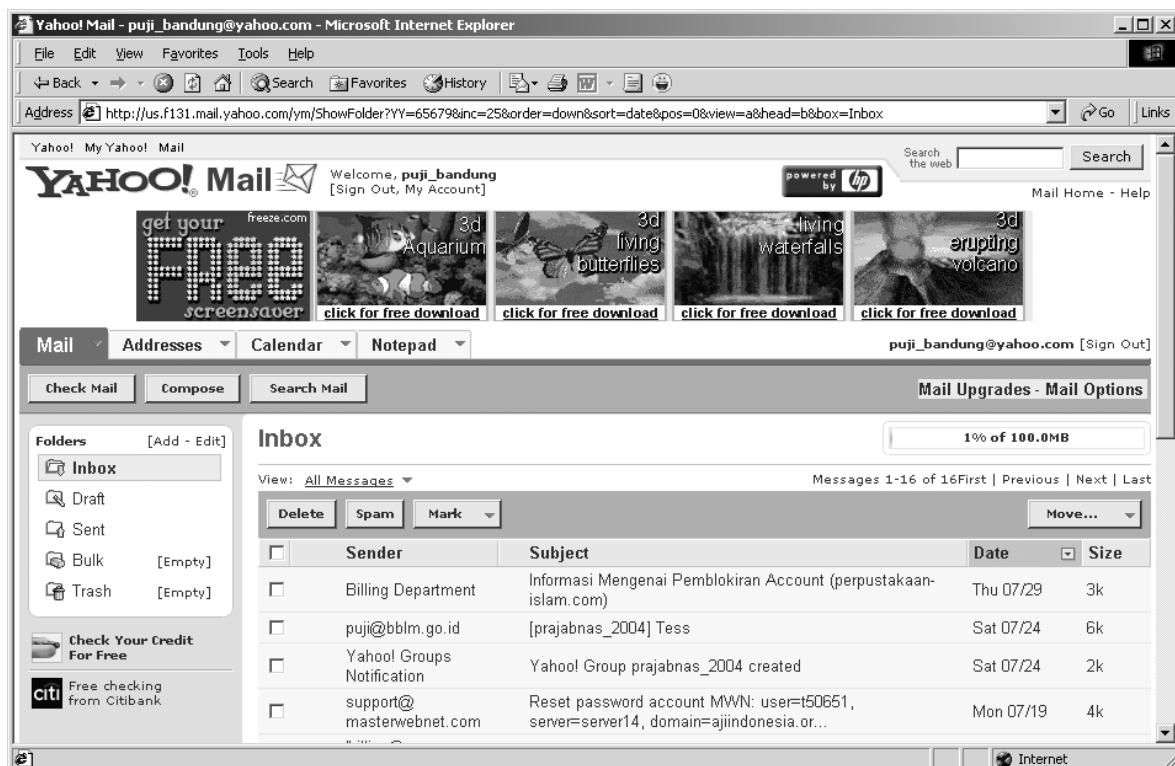 Yahoo! Mail - puji_bandung@yahoo.com - Microsoft Internet Explorer
File Edit View Favorites Tools Help
Back Search Favorites History
Address http://us.f131.mail.yahoo.com/ym/ShowFolder?YY=65679&inc=25&order=down&sort=date&pos=0&view=a&head=b&box=Inbox Go Links
Yahoo! My Yahoo! Mail
Search the web Search
YAHOO! Mail
Welcome, puji_bandung
[Sign Out, My Account]
powered by hp
Mail Home - Help
get your FREE screensaver freeze.com
3d Aquarium click for free download
3d living butterflies click for free download
living waterfalls click for free download
3d erupting volcano click for free download
Mail Addresses Calendar Notepad puji_bandung@yahoo.com [Sign Out]
Check Mail Compose Search Mail Mail Upgrades - Mail Options
Folders [Add - Edit]
Inbox
Draft
Sent
Bulk [Empty]
Trash [Empty]
Check Your Credit
For Free
citi Free checking
from Citibank
Inbox 1% of 100.0MB
View: All Messages Messages 1-16 of 16First | Previous | Next | Last
Delete Spam Mark Move...
Sender Subject Date Size
Billing Department Informasi Mengenai Pemblokiran Account (perpustakaan-
islam.com) Thu 07/29 3k
puji@bblm.go.id [prajabnas_2004] Tess Sat 07/24 6k
Yahoo! Groups
Notification Yahoo! Group prajabnas_2004 created Sat 07/24 2k
support@
masterwebnet.com Reset password account MWN: user=t50651,
server=server14, domain=ajiindonesia.or... Mon 07/19 4k
Internet